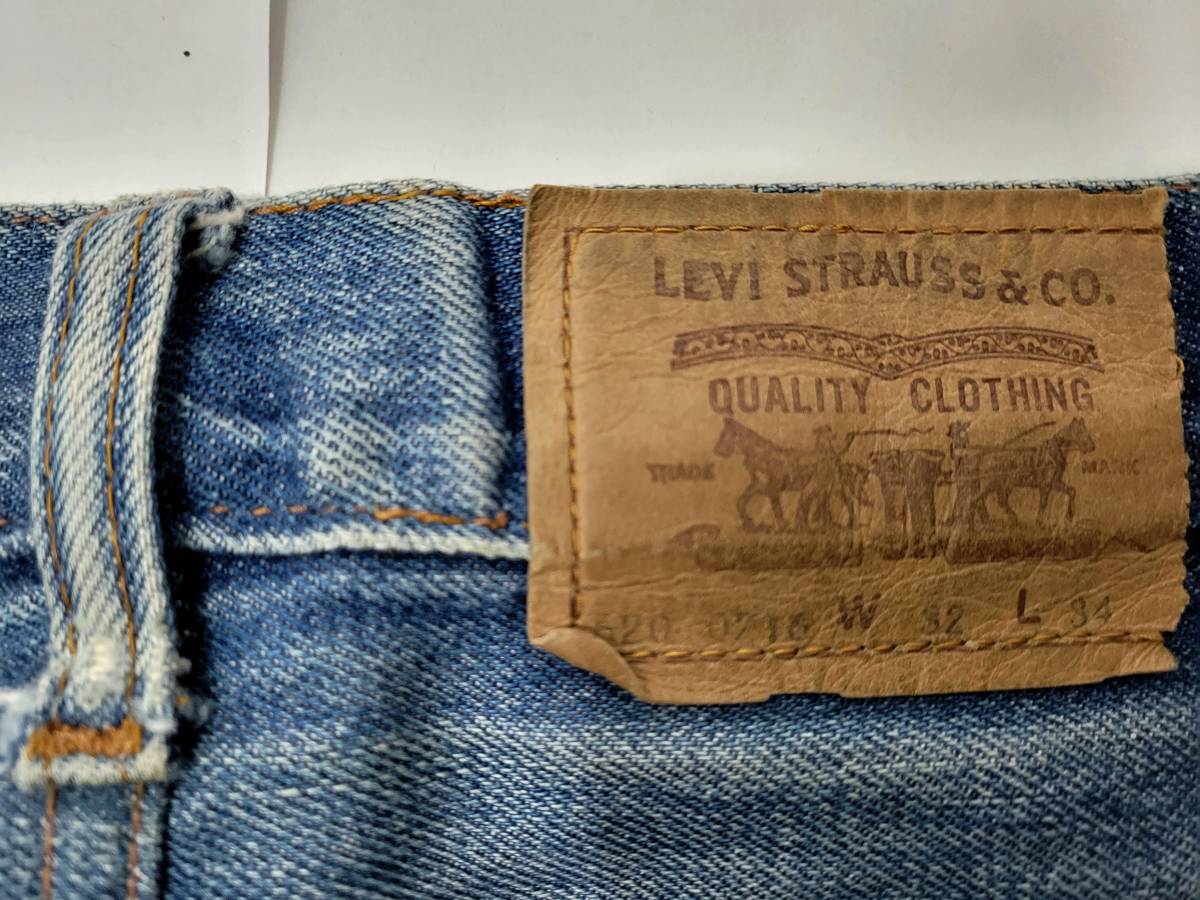 LEVI STRAUSS & CO.
QUALITY CLOTHING
TRADE MARK
W 32 L 34